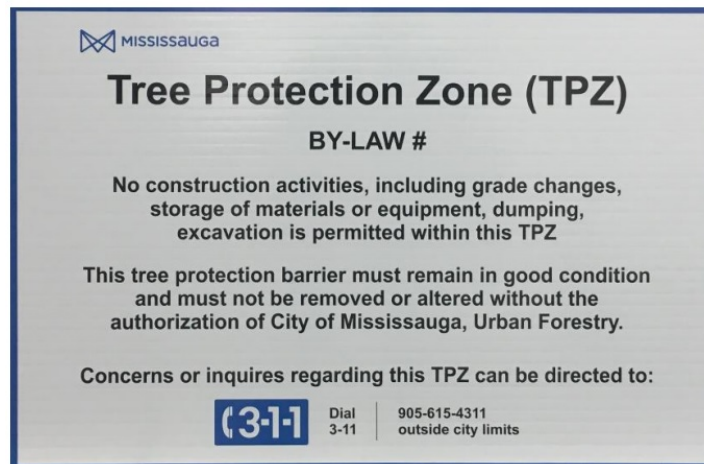 MISSISSauGa
Tree Protection Zone (TPZ)
BY-LAW #
No construction activities, including grade changes,
storage of materials or equipment, dumping,
excavation is permitted within this TPZ
This tree protection barrier must remain in good condition
and must not be removed or altered without the
authorization of City of Mississauga, Urban Forestry.
Concerns or inquires regarding this TPZ can be directed to:
3-1-1
Dial
3-11
905-615-4311
outside city limits